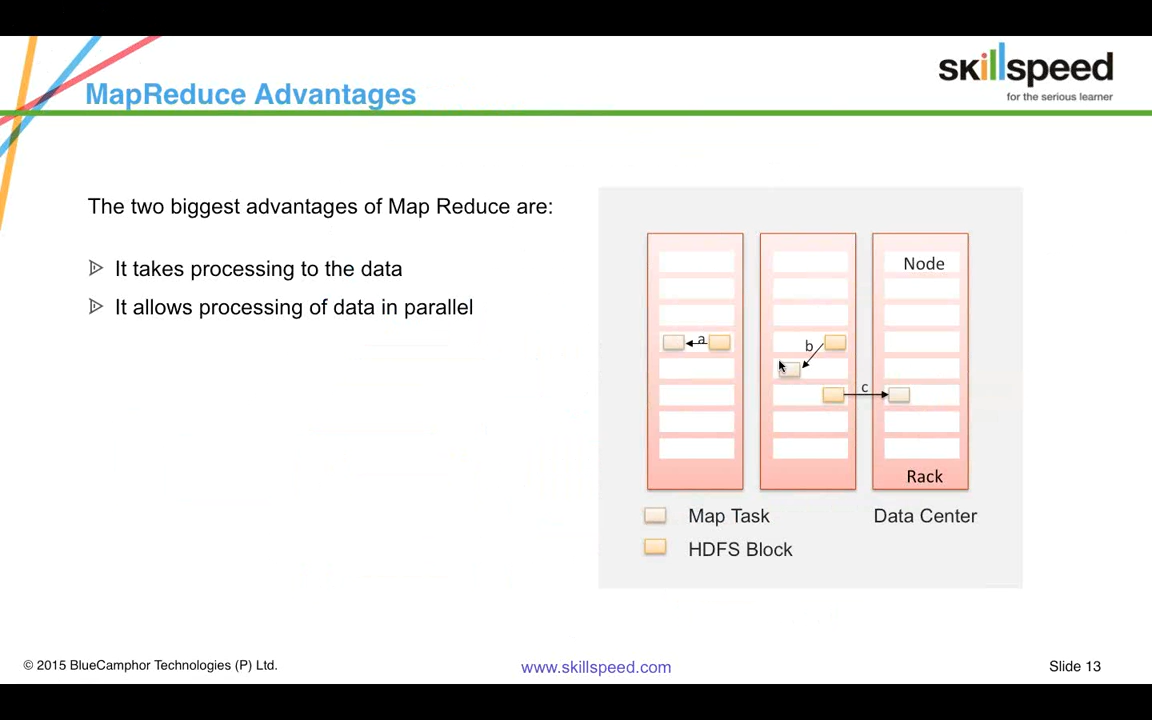 skillspeed
for the serious learner
MapReduce Advantages
The two biggest advantages of Map Reduce are:
It takes processing to the data
It allows processing of data in parallel
Node
a
b
c
Rack
Map Task
Data Center
HDFS Block
© 2015 BlueCamphor Technologies (P) Ltd.
www.skillspeed.com
Slide 13